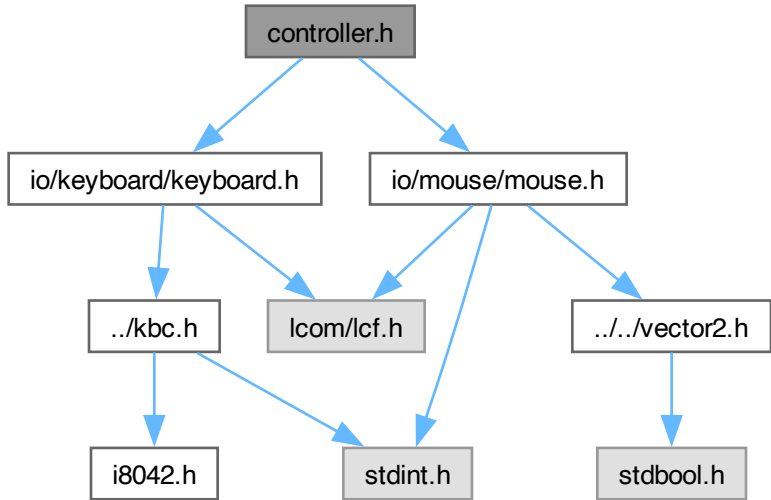 controller.h
io/keyboard/keyboard.h
io/mouse/mouse.h
../kbc.h
lcom/lcf.h
../../vector2.h
i8042.h
stdint.h
stdbool.h